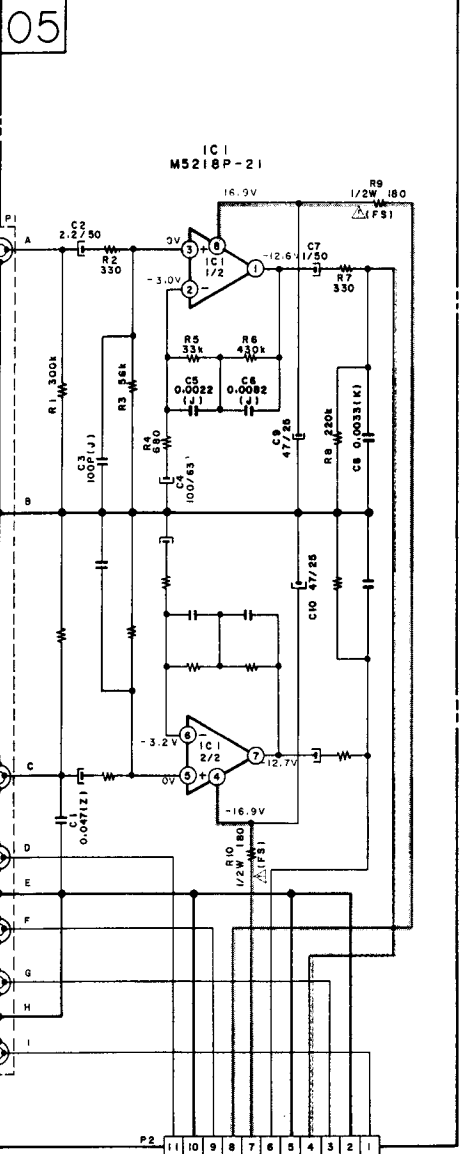 05
IC1
M5218P-21
16.9V
R9
1/2W 180
(FS)
P1
A
C2
2.2/50
R2
330
0V
3
+
8
IC1
1/2
1
-12.6V
C7
1/50
R7
330
-3.0V
2
-
R5
33k
R6
430k
C5
0.0022
(J)
C6
0.0082
(J)
R1 300k
R3 56k
C3
100P(J)
R4
680
C4
100/63
C9
47/25
R8 220k
C8 0.0033(K)
B
C10 47/25
6
-
-3.2V
IC1
2/2
7
-12.7V
C
5
+
4
0V
C1
0.047(Z)
-16.9V
R10
1/2W 180
(FS)
D
E
F
G
H
I
P2
11 10 9 8 7 6 5 4 3 2 1